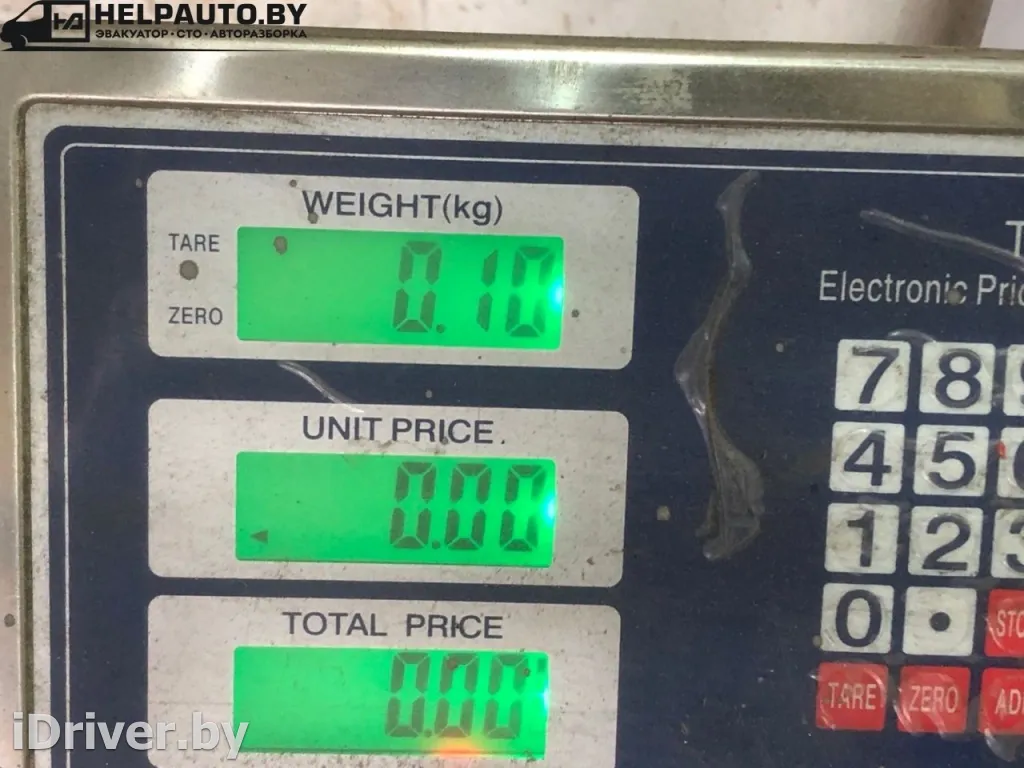 HELPAUTO.BY
ЭВАКУАТОР • СТО • АВТОРАЗБОРКА
WEIGHT(kg)
TARE
0.10
ZERO
Electronic
7 8
UNIT PRICE
4 5
0.00
1 2 3
0 •
TOTAL PRICE
0.00
TARE ZERO
iDriver.by